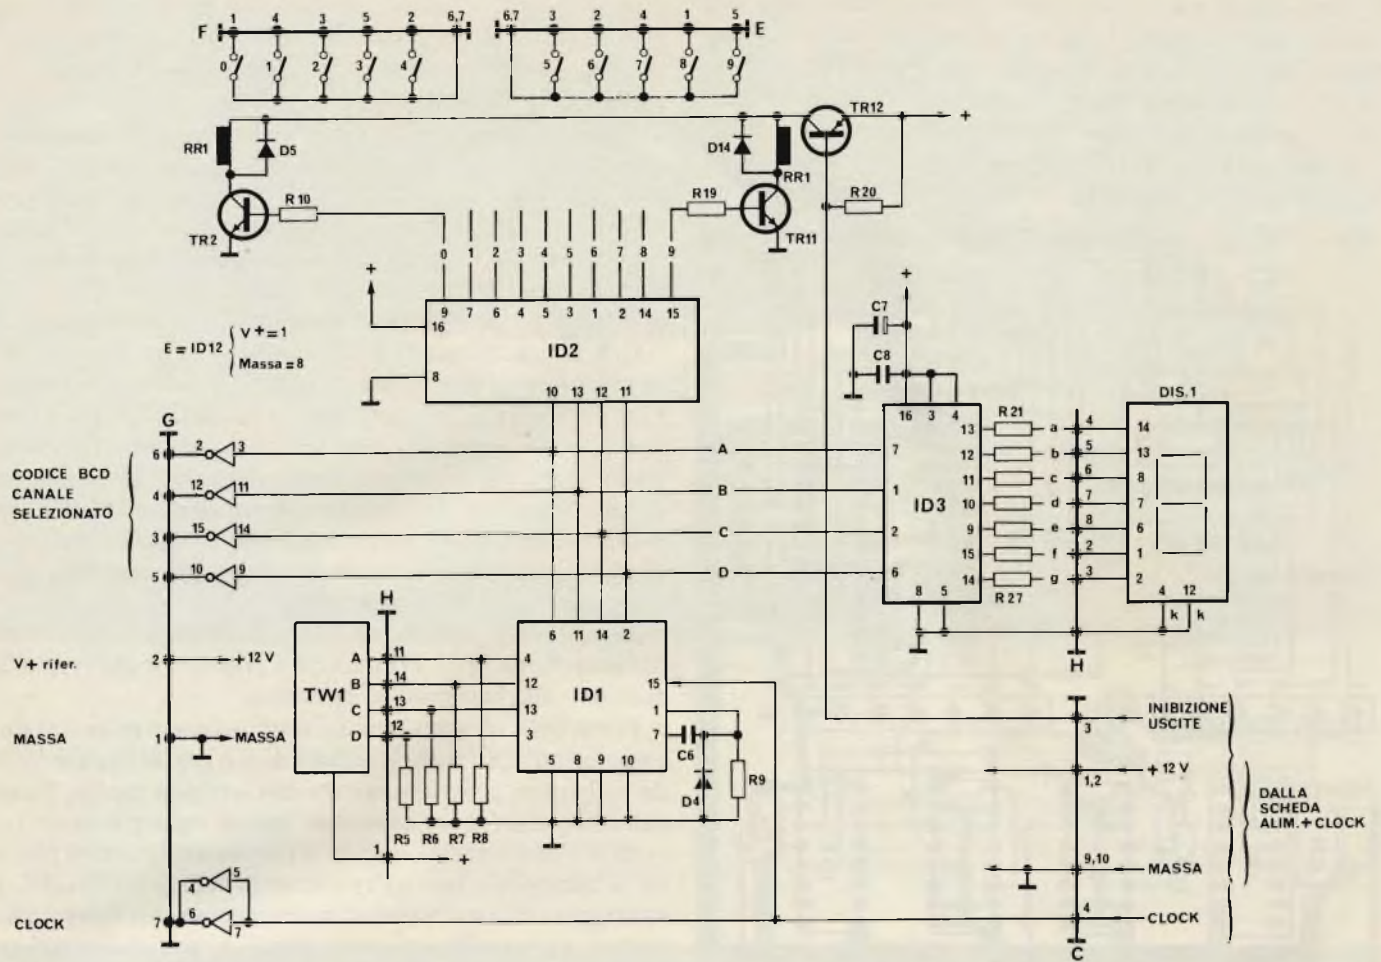 1 4 3 5 2 6,7 6,7 3 2 4 1 5
F E
0 1 2 3 4 5 6 7 8 9
TR12
+
RR1 D5 D14 RR1
R 10 R19 R 20
TR2 TR11
0 1 2 3 4 5 6 7 8 9
+
9 7 6 4 5 3 1 2 14 15
16
ID2
8
10 13 12 11
E = ID12 { V + = 1
Massa = 8
+
C7
C8
DIS.1
16 3 4
G
CODICE BCD
CANALE
SELEZIONATO
6 2 3 A 7
4 12 11 B 1
3 15 14 C 2
5 10 9 D 6
ID3
13 R 21 a 4 14
12 b 5 13
11 c 6 8
10 d 7 7
9 e 8 6
15 f 2 1
14 R 27 g 3 2
8 5
4 12
k k
H
H
6 11 14 2
V + rifer. 2 + 12 V
TW1
A 11 4
B 14 12
C 13 13
D 12 3
ID1
15
1
7
5 8 9 10
C6
D4
R9
MASSA 1 MASSA
R5 R6 R7 R8
1 +
INIBIZIONE
USCITE
3
+ 12 V
1,2
DALLA
SCHEDA
ALIM.+ CLOCK
9,10
MASSA
4
CLOCK
C
4 5
CLOCK 7 6 7